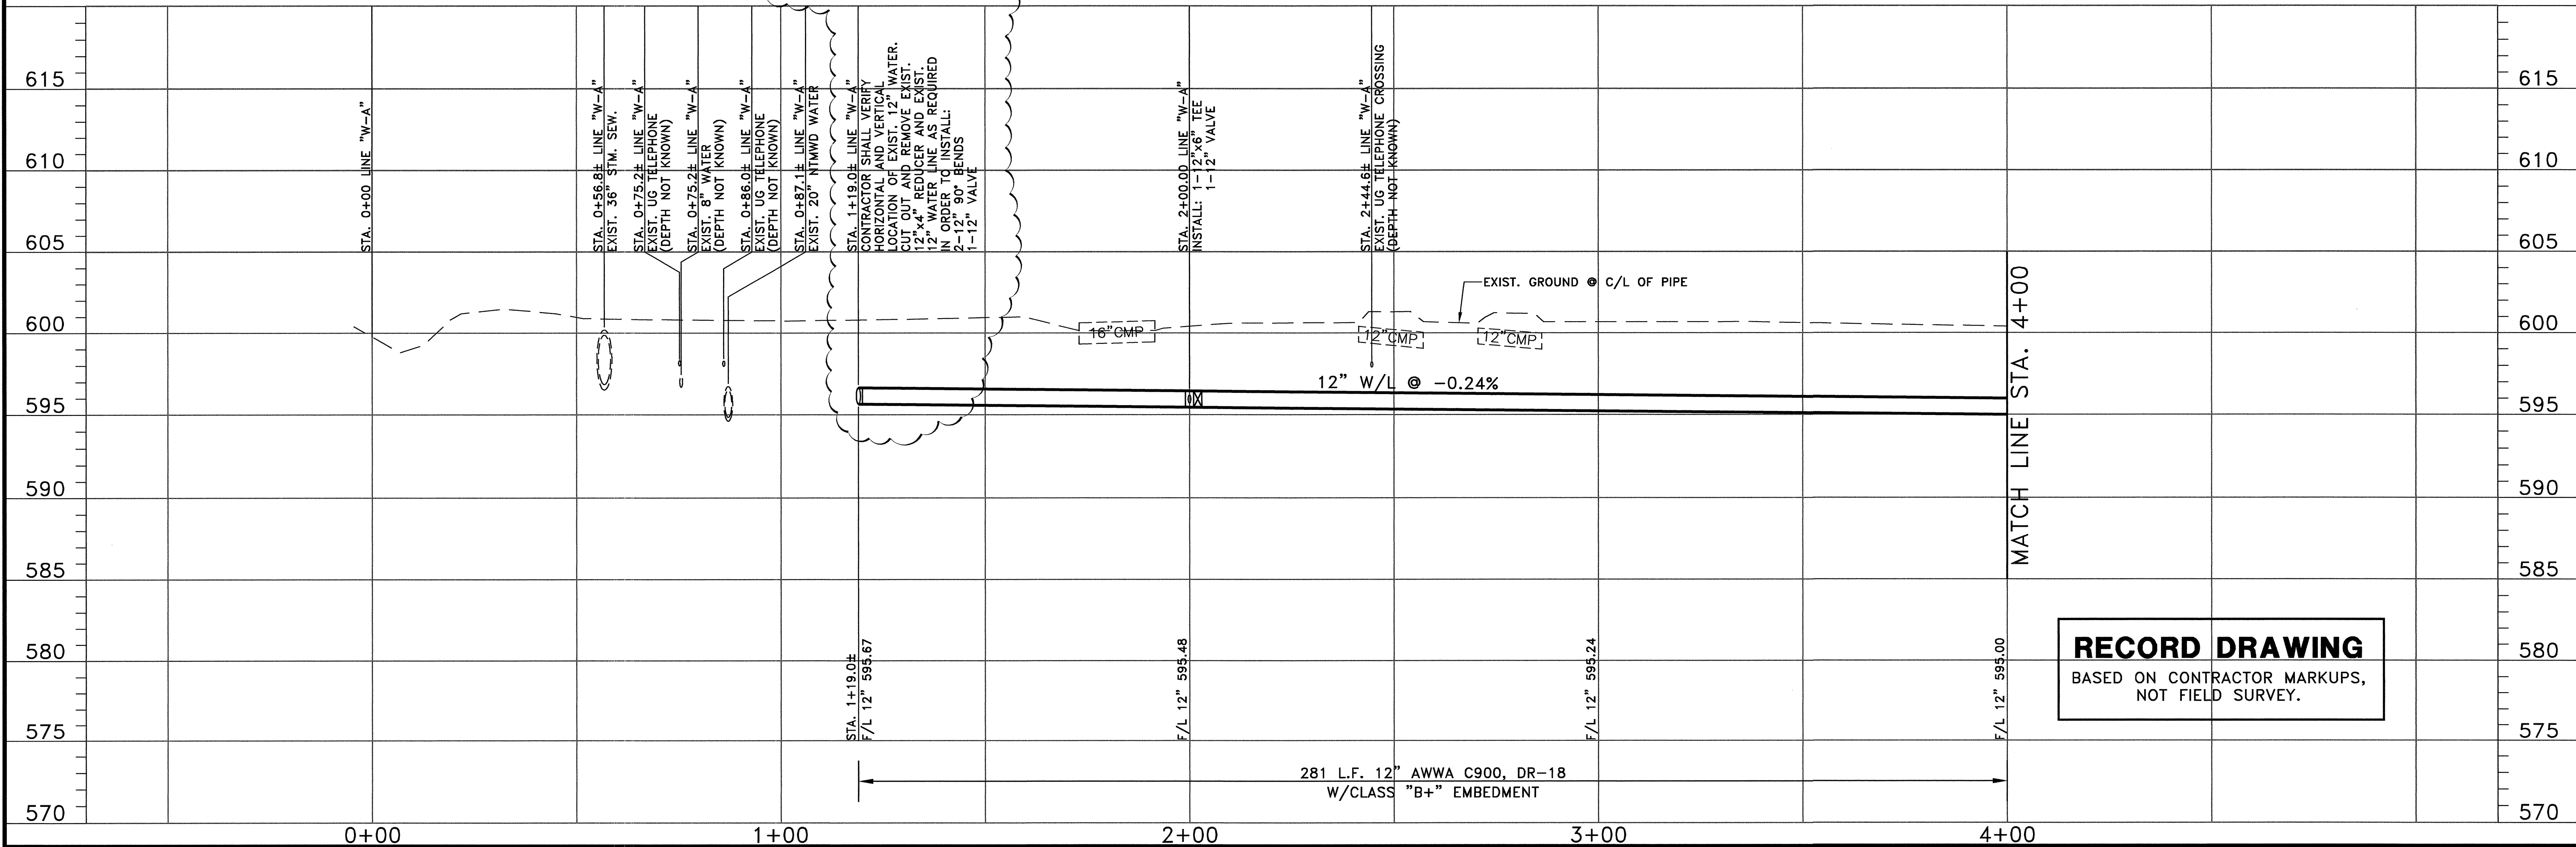 615
610
605
600
595
590
585
580
575
570
STA. 0+00 LINE "W-A"
STA. 0+56.8± LINE "W-A"
EXIST. 36" STM. SEW.
STA. 0+75.2± LINE "W-A"
EXIST. UG TELEPHONE
(DEPTH NOT KNOWN)
STA. 0+75.2± LINE "W-A"
EXIST. 8" WATER
(DEPTH NOT KNOWN)
STA. 0+86.0± LINE "W-A"
EXIST. UG TELEPHONE
(DEPTH NOT KNOWN)
STA. 0+87.1± LINE "W-A"
EXIST. 20" NTMWD WATER
STA. 1+19.0± LINE "W-A"
CONTRACTOR SHALL VERIFY
HORIZONTAL AND VERTICAL
LOCATION OF EXIST. 12" WATER.
CUT OUT AND REMOVE EXIST.
12"x4" REDUCER AND EXIST.
12" WATER LINE AS REQUIRED
IN ORDER TO INSTALL:
2-12" 90° BENDS
1-12" VALVE
STA. 2+00.00 LINE "W-A"
INSTALL: 1-12"x6" TEE
1-12" VALVE
STA. 2+44.6± LINE "W-A"
EXIST. UG TELEPHONE CROSSING
(DEPTH NOT KNOWN)
EXIST. GROUND @ C/L OF PIPE
16"CMP
12"CMP
12"CMP
12" W/L @ -0.24%
MATCH LINE STA. 4+00
STA. 1+19.0±
F/L 12" 595.67
F/L 12" 595.48
F/L 12" 595.24
F/L 12" 595.00
281 L.F. 12" AWWA C900, DR-18
W/CLASS "B+" EMBEDMENT
RECORD DRAWING
BASED ON CONTRACTOR MARKUPS,
NOT FIELD SURVEY.
615
610
605
600
595
590
585
580
575
570
0+00
1+00
2+00
3+00
4+00